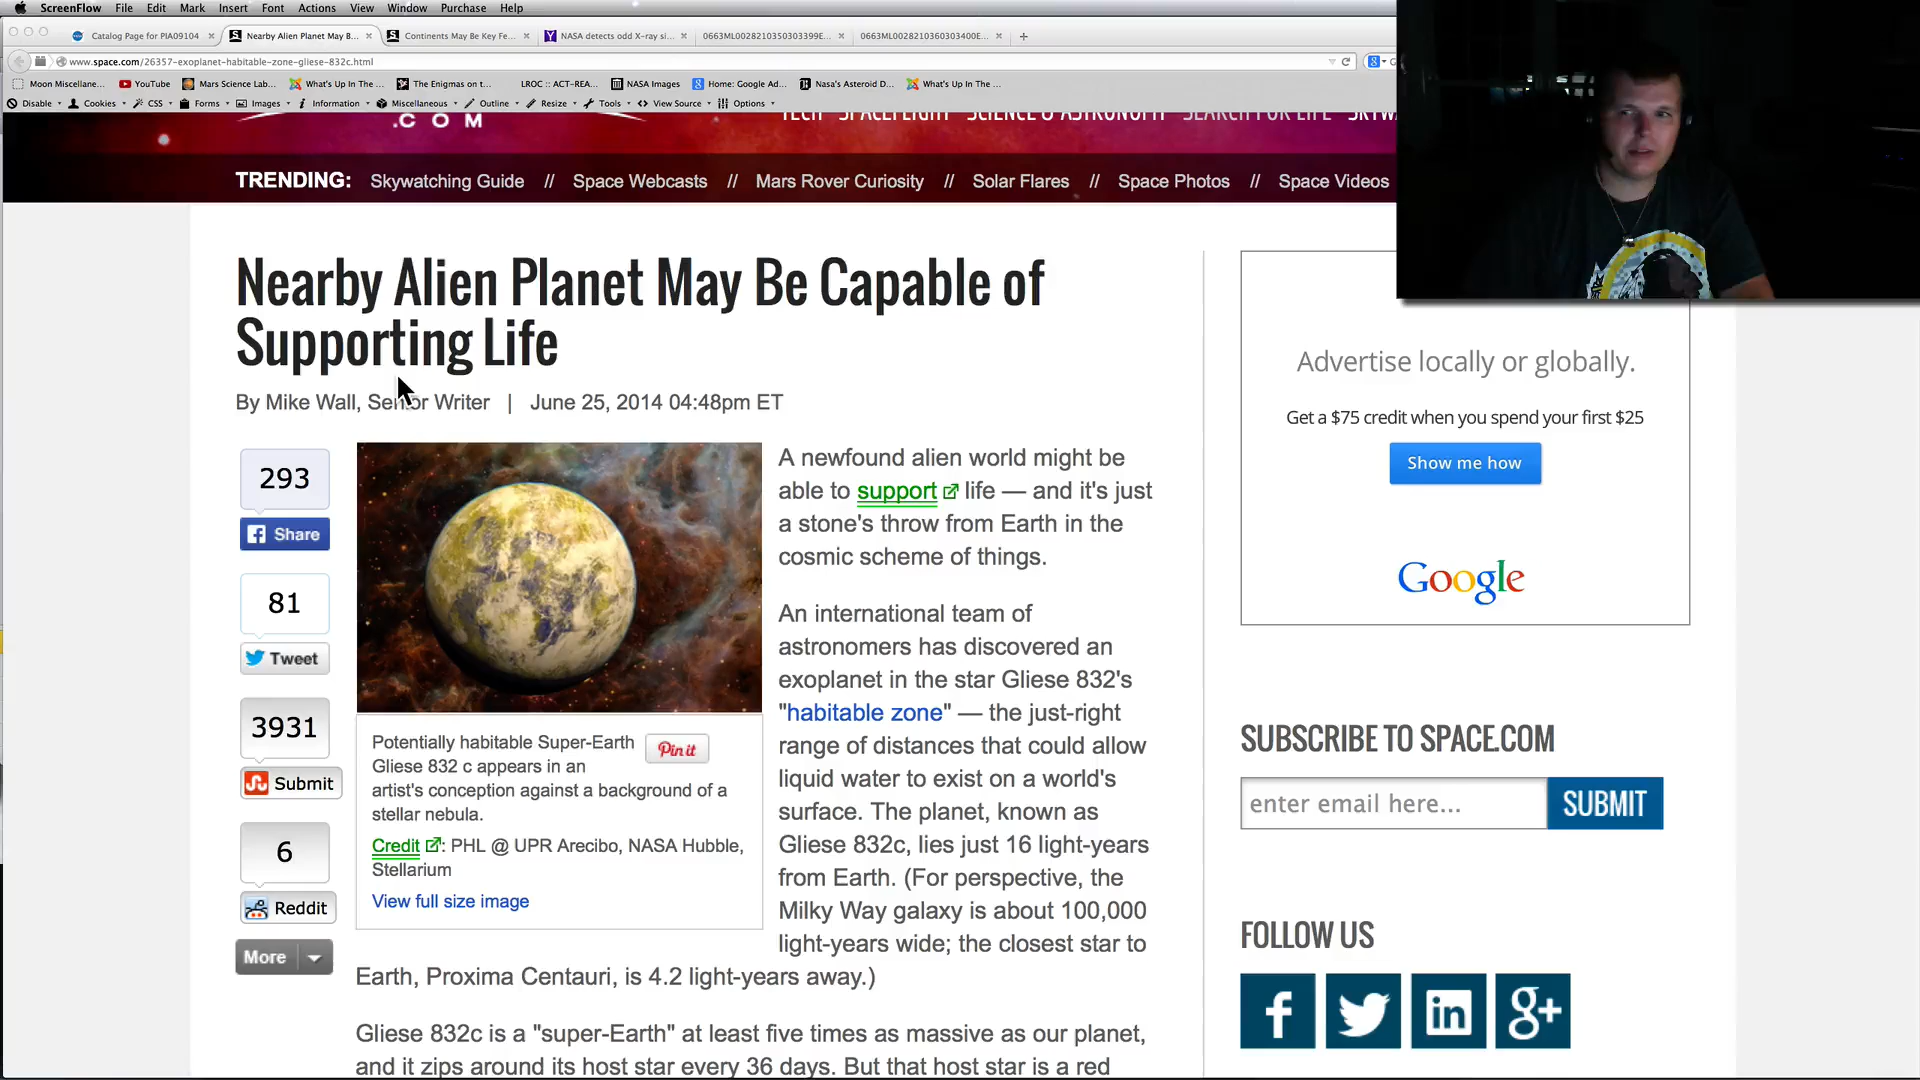 ScreenFlow File Edit Mark Insert Font Actions View Window Purchase Help
Catalog Page for PIA09104 Nearby Alien Planet May B... Continents May Be Key Fe... NASA detects odd X-ray si... 0663ML0028210350303399E... 0663ML0028210360303400E...
www.space.com/26357-exoplanet-habitable-zone-gliese-832c.html
Moon Miscellane... YouTube Mars Science Lab... What's Up In The ... The Enigmas on t... LROC :: ACT-REA... NASA Images Home: Google Ad... Nasa's Asteroid D... What's Up In The ...
Disable Cookies CSS Forms Images Information Miscellaneous Outline Resize Tools View Source Options
.COM
TECH SPACEFLIGHT SCIENCE & ASTRONOMY SEARCH FOR LIFE SKYWA
TRENDING: Skywatching Guide // Space Webcasts // Mars Rover Curiosity // Solar Flares // Space Photos // Space Videos
Nearby Alien Planet May Be Capable of
Supporting Life
By Mike Wall, Senior Writer | June 25, 2014 04:48pm ET
293
Share
81
Tweet
3931
Submit
6
Reddit
More
Potentially habitable Super-Earth
Gliese 832 c appears in an
artist's conception against a background of a
stellar nebula.
Credit: PHL @ UPR Arecibo, NASA Hubble,
Stellarium
View full size image
Pin it
A newfound alien world might be
able to support life — and it's just
a stone's throw from Earth in the
cosmic scheme of things.
An international team of
astronomers has discovered an
exoplanet in the star Gliese 832's
"habitable zone" — the just-right
range of distances that could allow
liquid water to exist on a world's
surface. The planet, known as
Gliese 832c, lies just 16 light-years
from Earth. (For perspective, the
Milky Way galaxy is about 100,000
light-years wide; the closest star to
Earth, Proxima Centauri, is 4.2 light-years away.)
Gliese 832c is a "super-Earth" at least five times as massive as our planet,
and it zips around its host star every 36 days. But that host star is a red
Advertise locally or globally.
Get a $75 credit when you spend your first $25
Show me how
Google
SUBSCRIBE TO SPACE.COM
enter email here... SUBMIT
FOLLOW US
f in g+